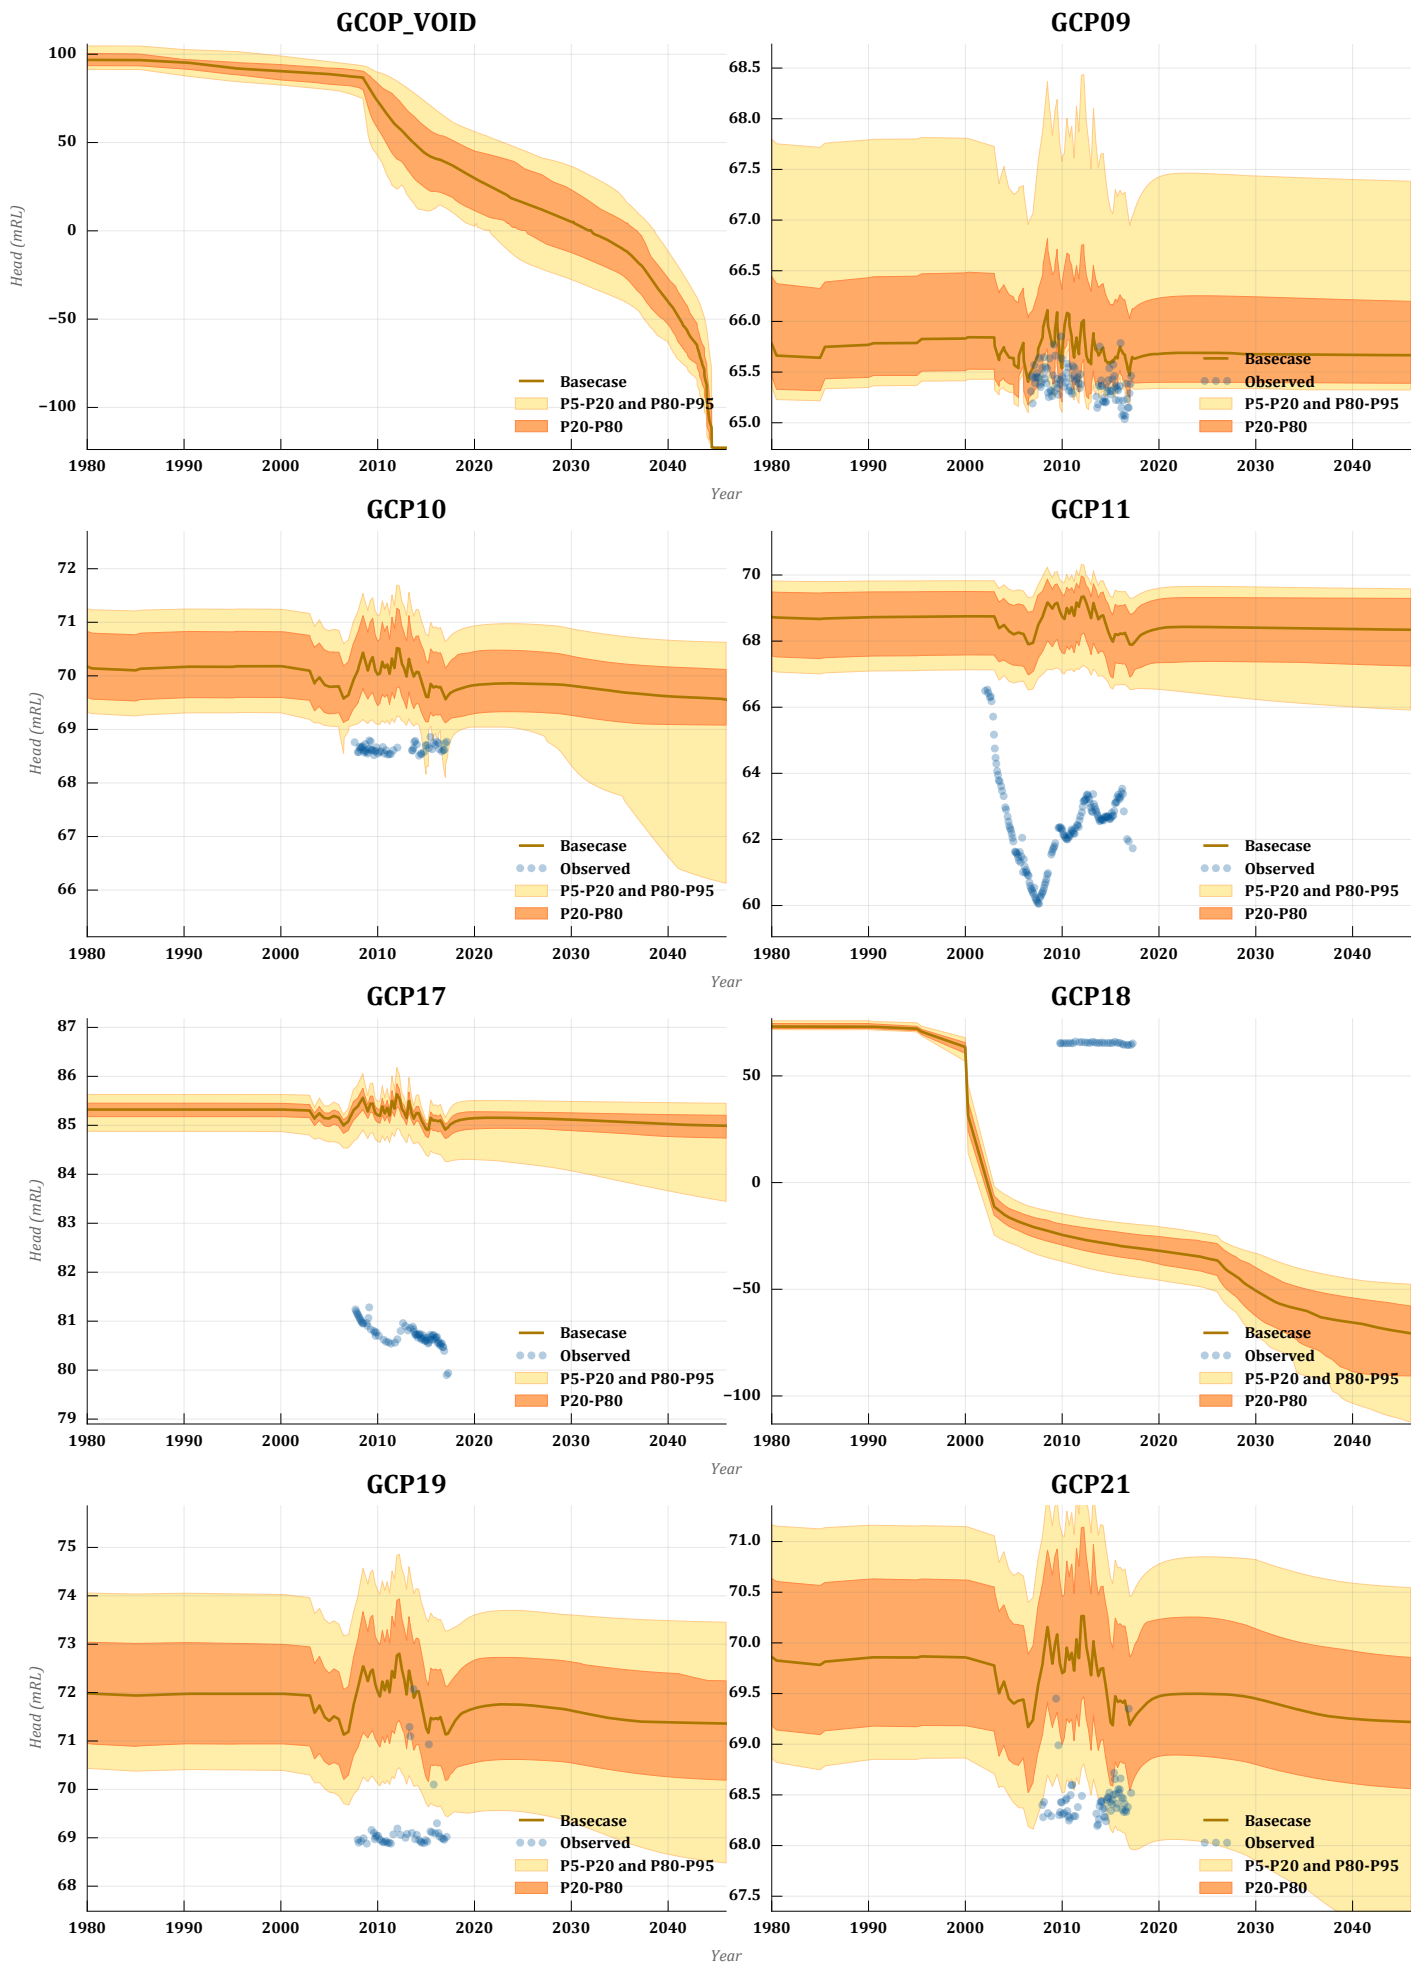 GCOP_VOID
100
50
0
−50
−100
Head (mRL)
Basecase
P5-P20 and P80-P95
P20-P80
1980 1990 2000 2010 2020 2030 2040
GCP09
68.5
68.0
67.5
67.0
66.5
66.0
65.5
65.0
Basecase
Observed
P5-P20 and P80-P95
P20-P80
1980 1990 2000 2010 2020 2030 2040
Year
GCP10
72
71
70
69
68
67
66
Head (mRL)
Basecase
Observed
P5-P20 and P80-P95
P20-P80
1980 1990 2000 2010 2020 2030 2040
GCP11
70
68
66
64
62
60
Basecase
Observed
P5-P20 and P80-P95
P20-P80
1980 1990 2000 2010 2020 2030 2040
Year
GCP17
87
86
85
84
83
82
81
80
79
Head (mRL)
Basecase
Observed
P5-P20 and P80-P95
P20-P80
1980 1990 2000 2010 2020 2030 2040
GCP18
50
0
−50
−100
Basecase
Observed
P5-P20 and P80-P95
P20-P80
1980 1990 2000 2010 2020 2030 2040
Year
GCP19
75
74
73
72
71
70
69
68
Head (mRL)
Basecase
Observed
P5-P20 and P80-P95
P20-P80
1980 1990 2000 2010 2020 2030 2040
GCP21
71.0
70.5
70.0
69.5
69.0
68.5
68.0
67.5
Basecase
Observed
P5-P20 and P80-P95
P20-P80
1980 1990 2000 2010 2020 2030 2040
Year